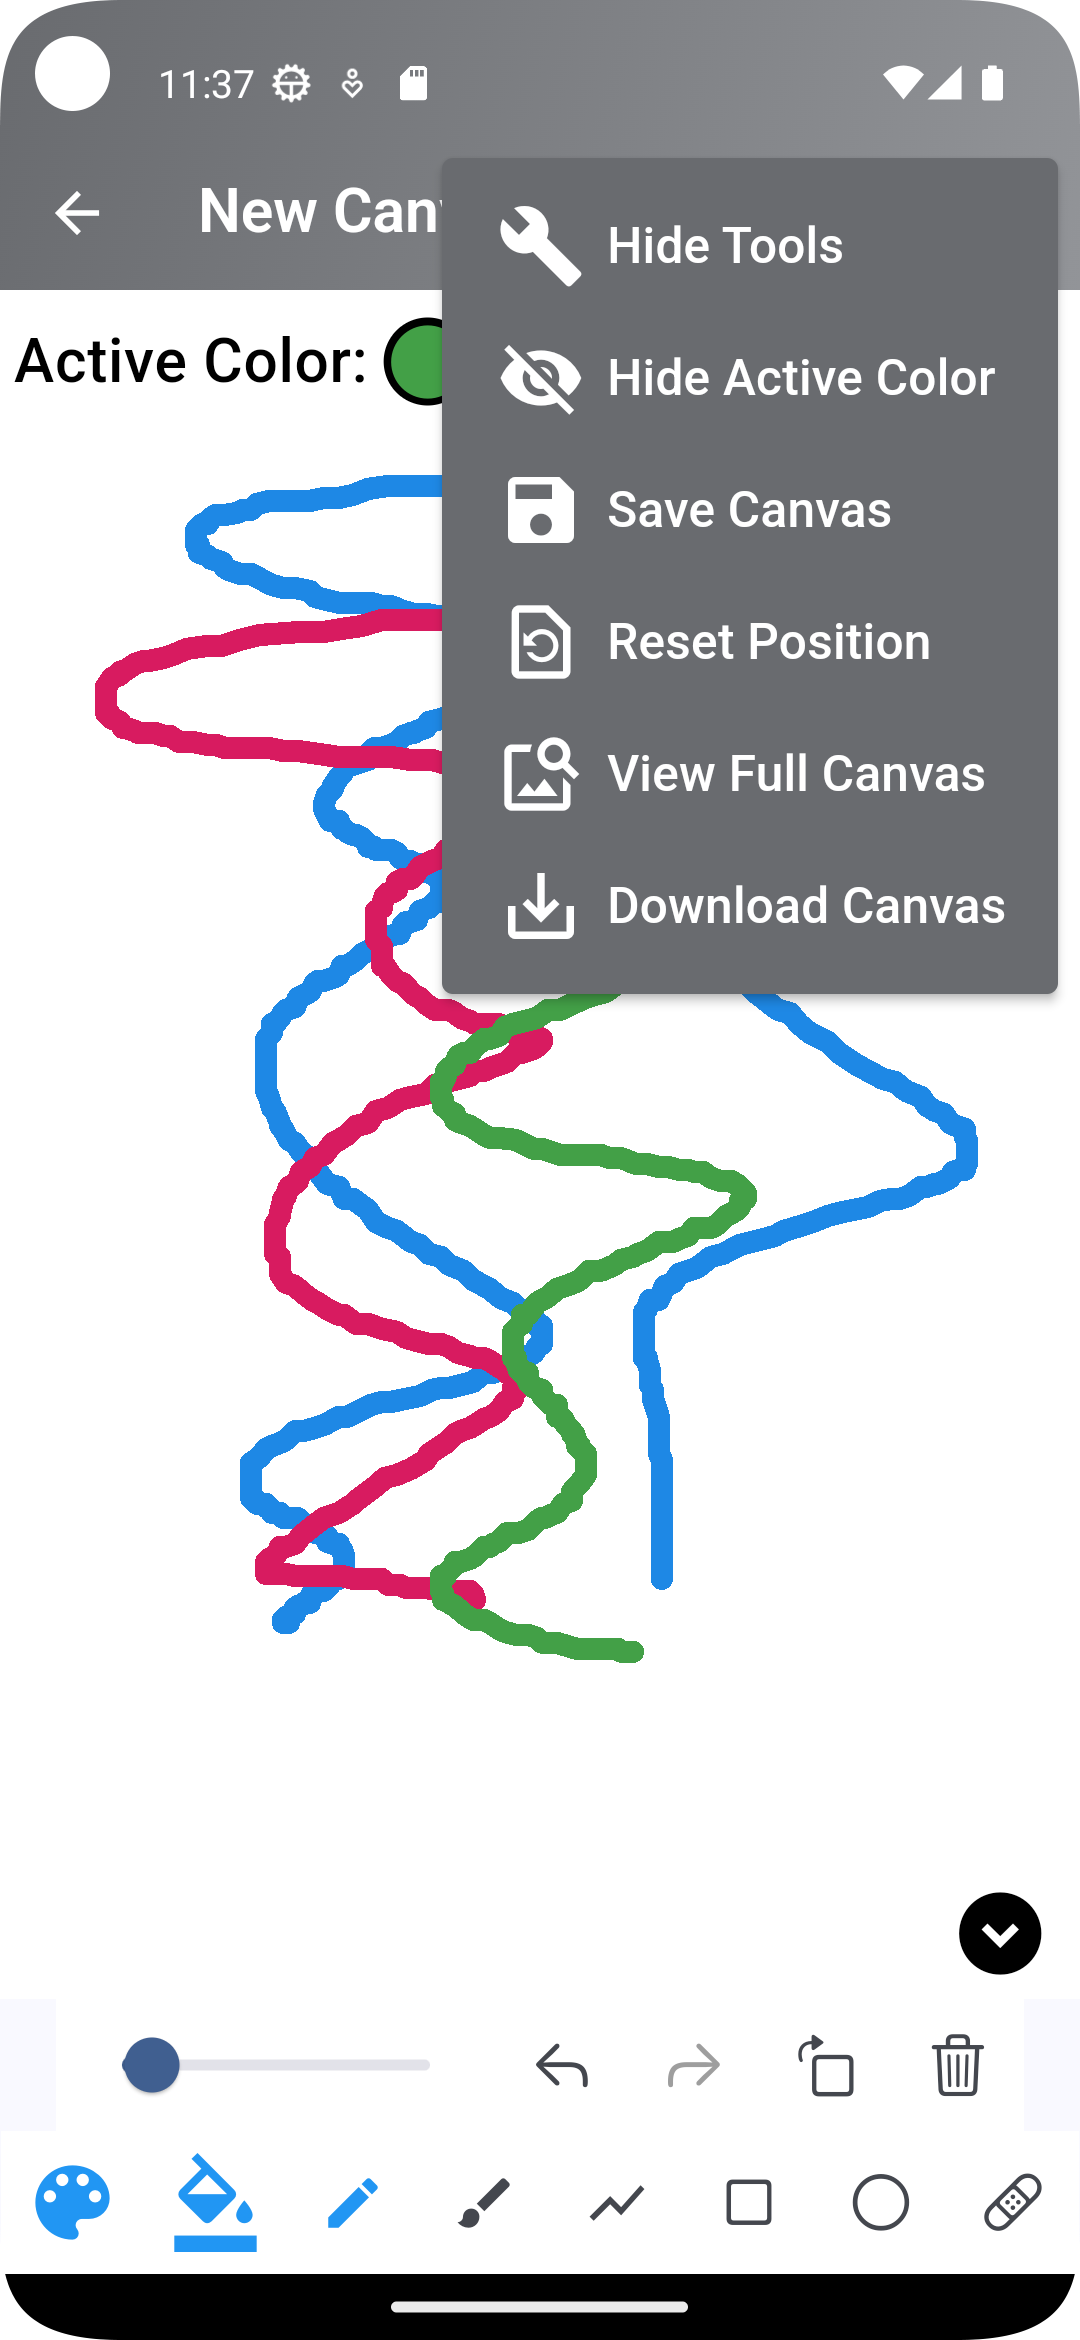 11:37
New Can
Hide Tools
Active Color:
Hide Active Color
Save Canvas
Reset Position
View Full Canvas
Download Canvas